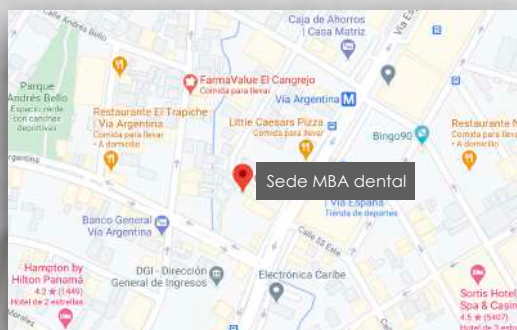 Calle Andrés Bello
Caja de Ahorros
| Casa Matriz
Vía Es
FarmaValue El Cangrejo
Comida para llevar
Parque
Andrés Bello
Espacio verde
con canchas
deportivas
Vía Argentina M
Restaurante El Trapiche
| Vía Argentina
Comida para llevar
• A domicilio
Little Caesars Pizza
Comida para llevar
Bingo90
Restaurante N
Comida para llevar
• A domicilio
rgentina
Sede MBA dental
| Vía España
Tienda de deportes
Banco General
Vía Argentina
Calle 55 Este
Hampton by
Hilton Panamá
4.2 ★ (1449)
Hotel de 2 estrellas
DGI - Dirección
General de Ingresos
Electrónica Caribe
Sortis Hotel,
Spa & Casin
4.5 ★ (5407)
Hotel de 5 estrel
Morales